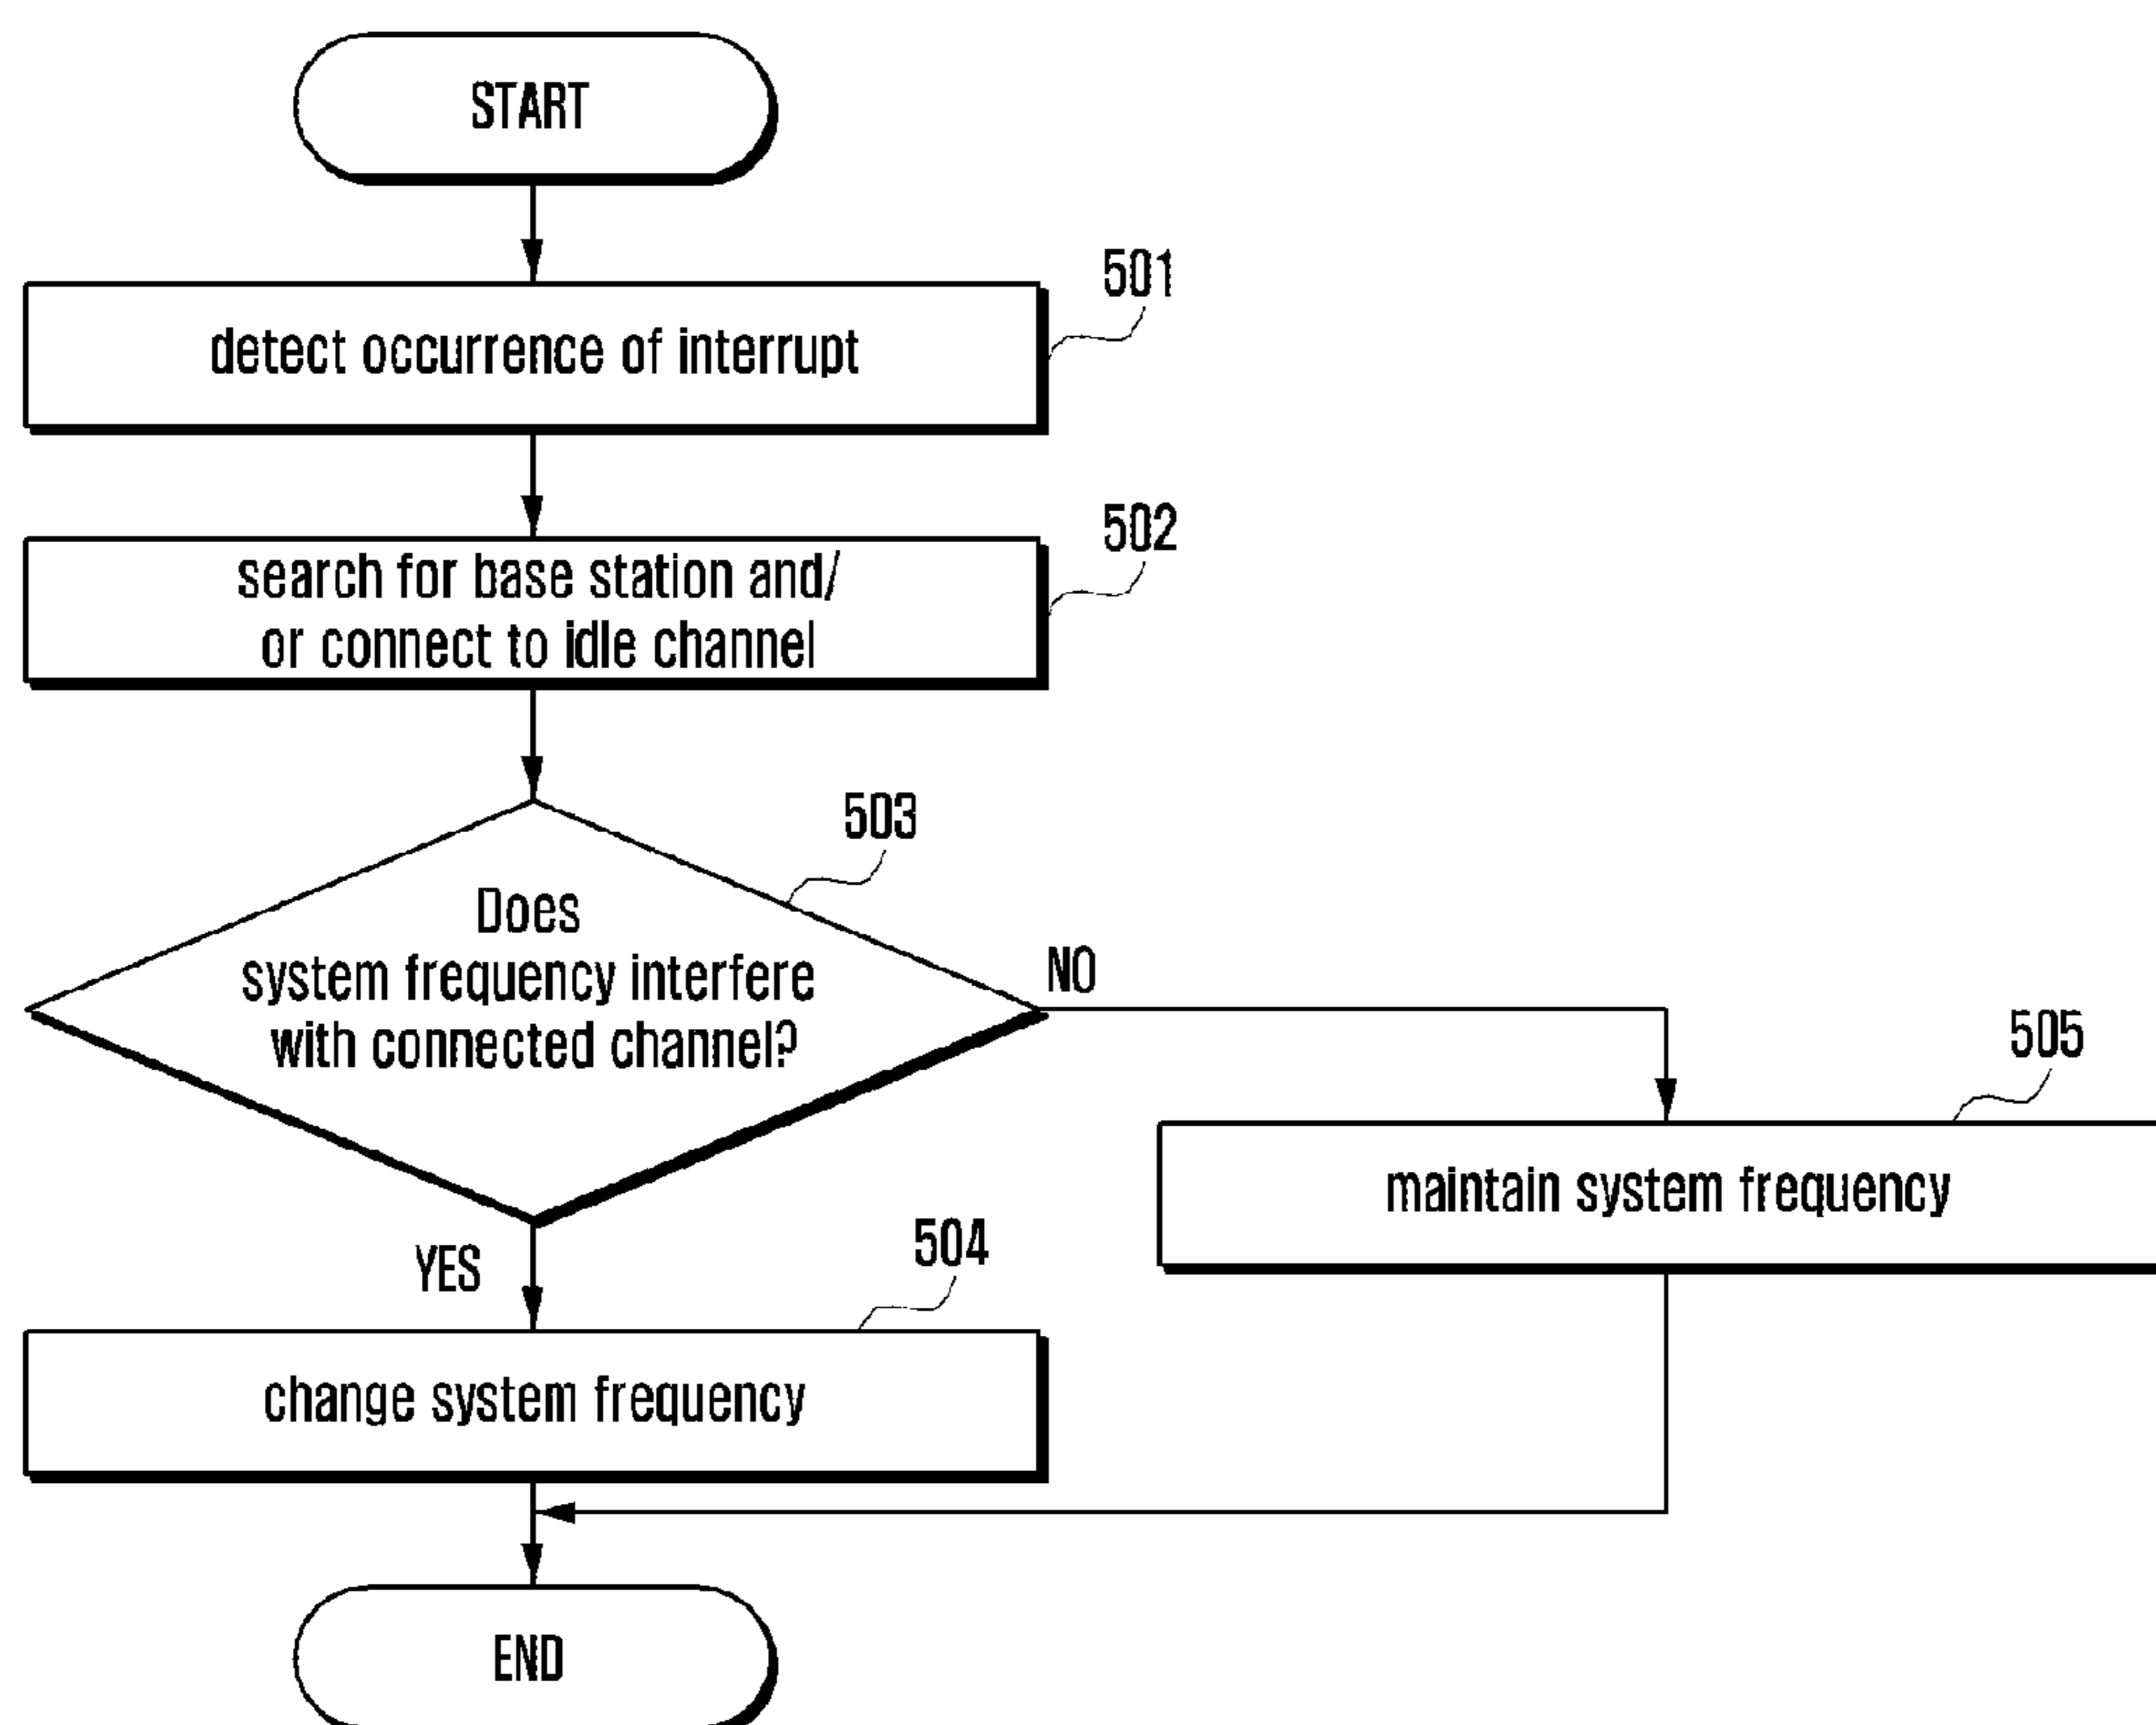 START
501
detect occurrence of interrupt
502
search for base station and/
or connect to idle channel
503
Does
system frequency interfere
with connected channel?
NO
505
maintain system frequency
YES
504
change system frequency
END